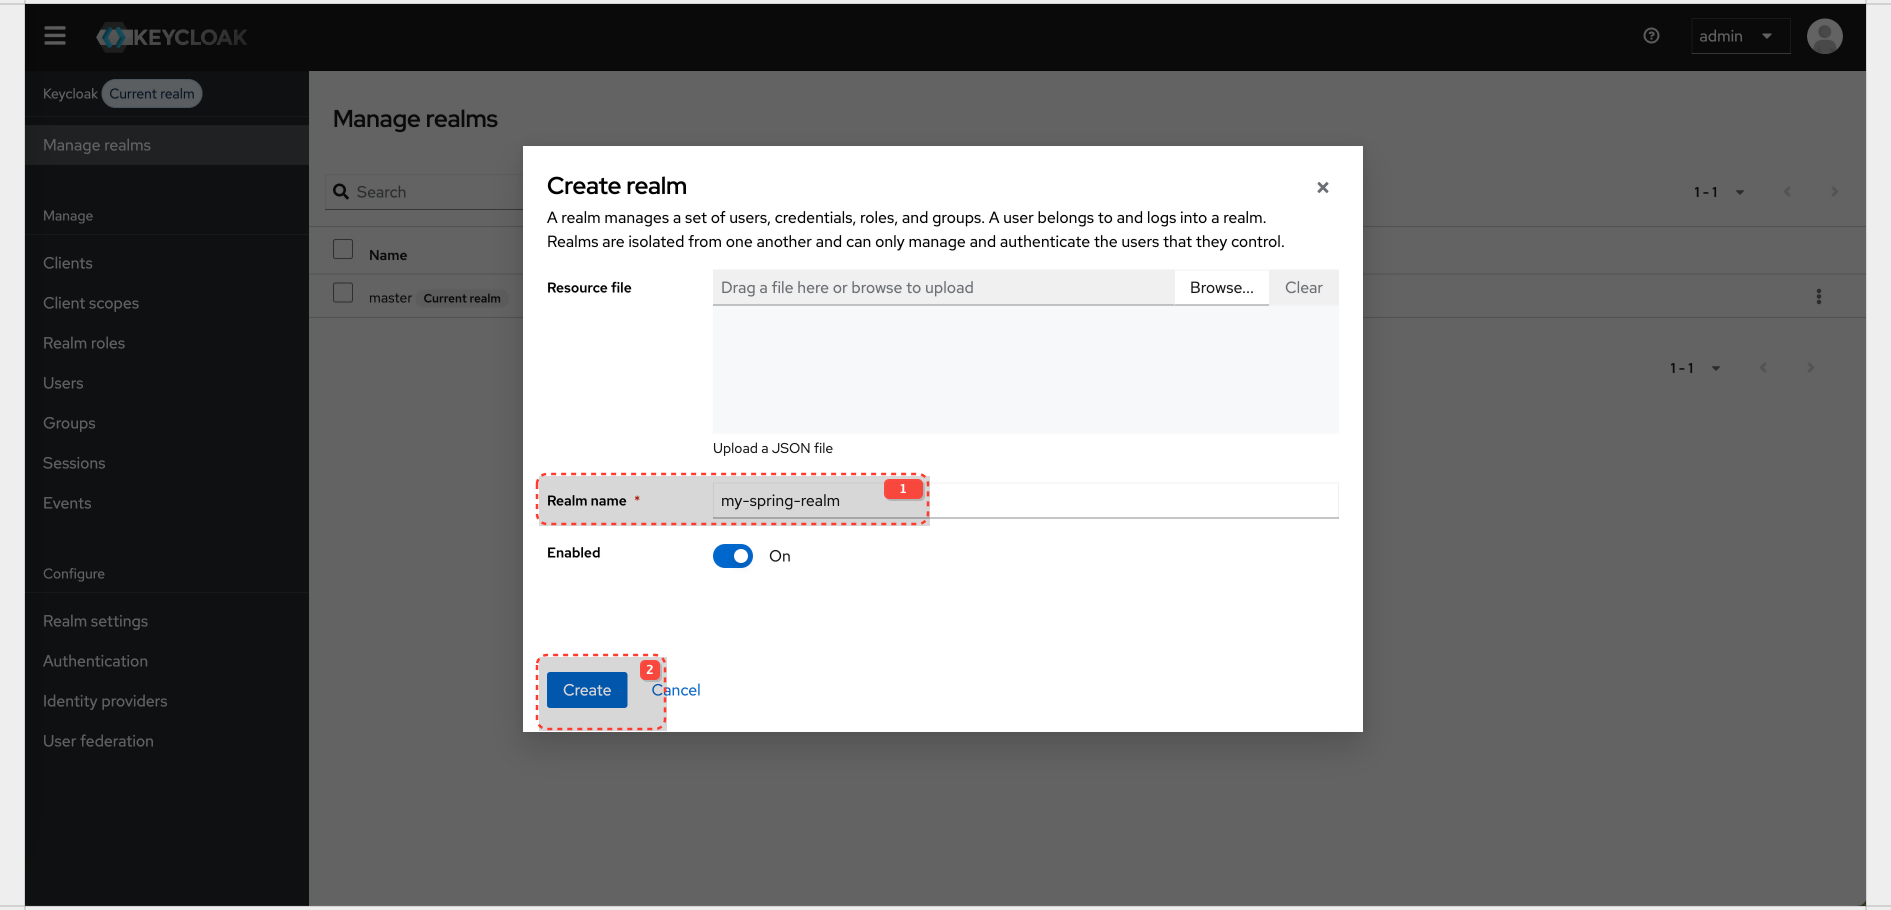 KEYCLOAK
admin
Keycloak Current realm
Manage realms
Manage
Clients
Client scopes
Realm roles
Users
Groups
Sessions
Events
Configure
Realm settings
Authentication
Identity providers
User federation
Manage realms
Search
1 - 1
Name
master Current realm
1 - 1
Create realm
A realm manages a set of users, credentials, roles, and groups. A user belongs to and logs into a realm.
Realms are isolated from one another and can only manage and authenticate the users that they control.
Resource file
Drag a file here or browse to upload
Browse...
Clear
Upload a JSON file
Realm name *
my-spring-realm
1
Enabled
On
2
Create
Cancel